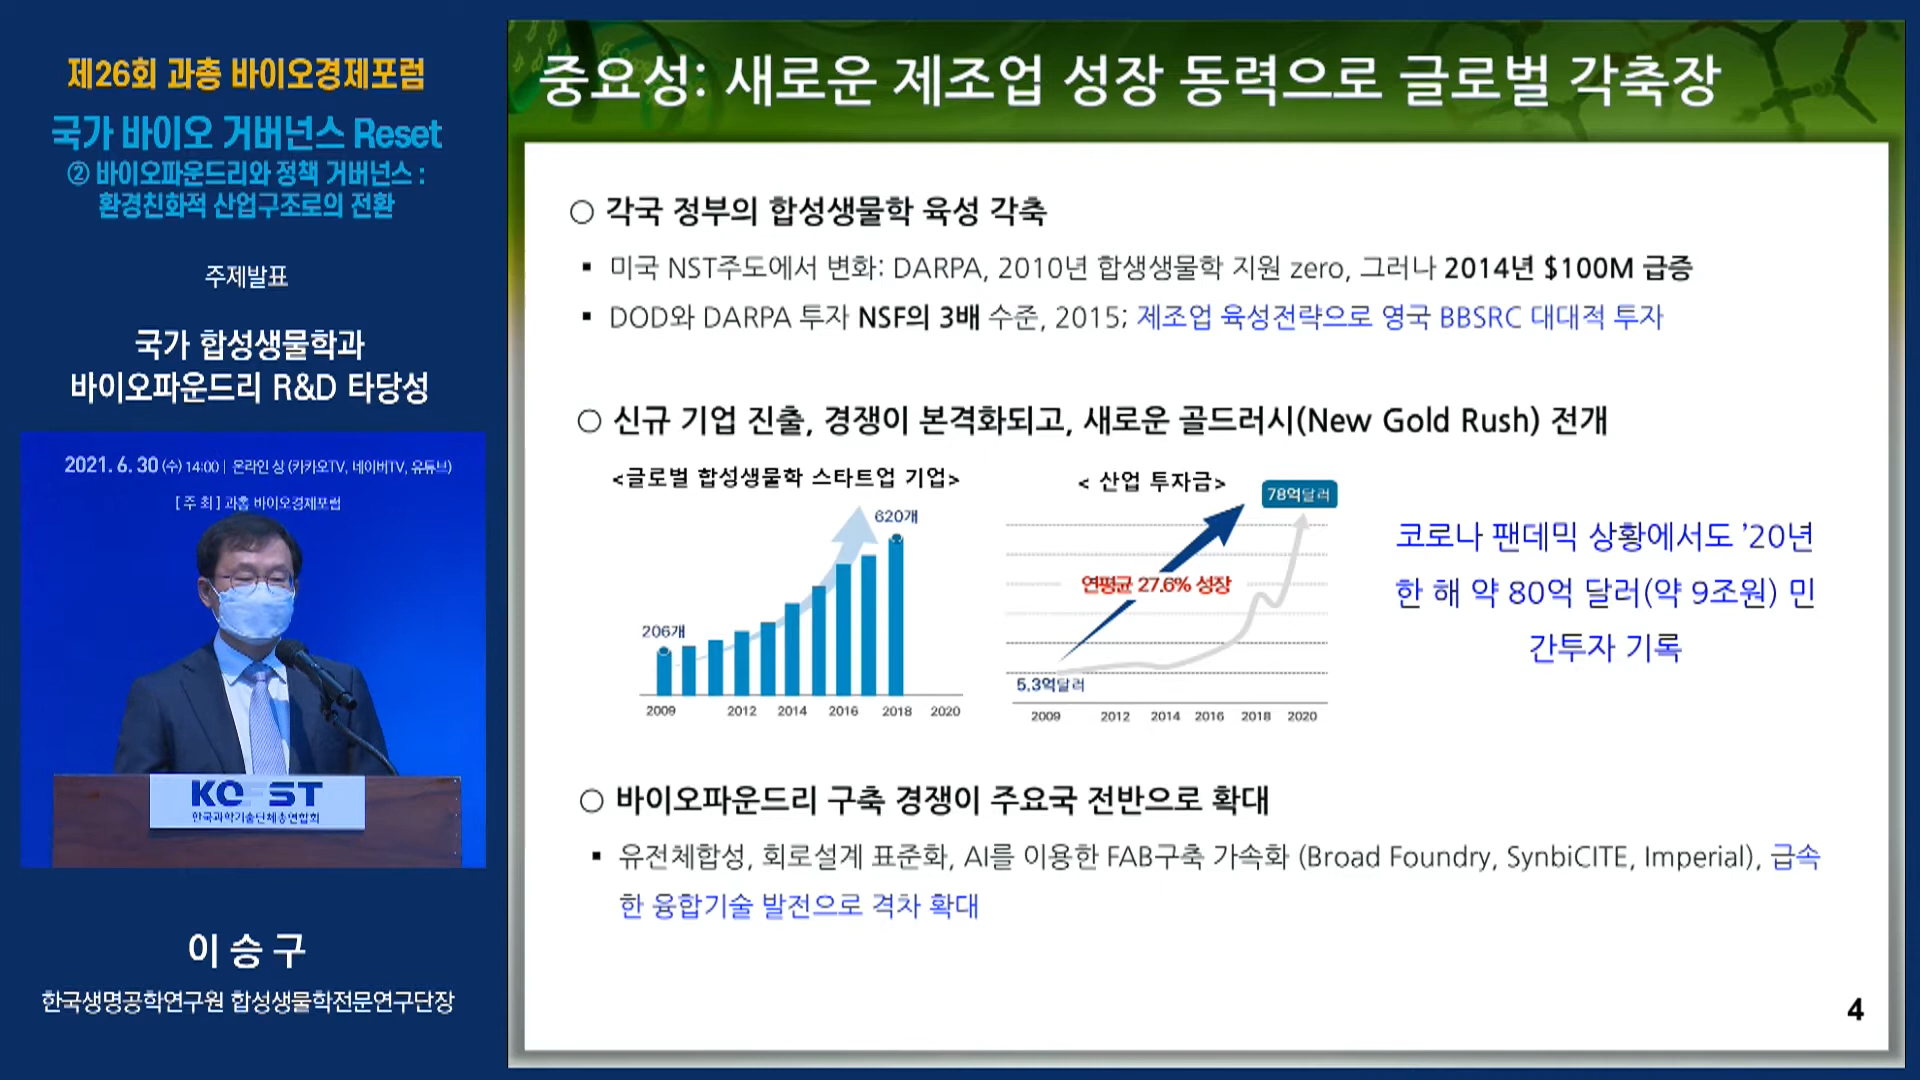 제26회 과총 바이오경제포럼
국가 바이오 거버넌스 Reset
② 바이오파운드리와 정책 거버넌스 :
환경친화적 산업구조로의 전환
주제발표
국가 합성생물학과
바이오파운드리 R&D 타당성
2021. 6. 30 (수) 14:00 | 온라인 상 (카카오TV, 네이버TV, 유튜브)
[ 주 최 ] 과총 바이오경제포럼
KOFST
한국과학기술단체총연합회
이 승 구
한국생명공학연구원 합성생물학전문연구단장
중요성: 새로운 제조업 성장 동력으로 글로벌 각축장
○ 각국 정부의 합성생물학 육성 각축
▪ 미국 NST주도에서 변화: DARPA, 2010년 합생생물학 지원 zero, 그러나 2014년 $100M 급증
▪ DOD와 DARPA 투자 NSF의 3배 수준, 2015; 제조업 육성전략으로 영국 BBSRC 대대적 투자
○ 신규 기업 진출, 경쟁이 본격화되고, 새로운 골드러시(New Gold Rush) 전개
<글로벌 합성생물학 스타트업 기업>
620개
206개
2009 2012 2014 2016 2018 2020
< 산업 투자금>
78억달러
연평균 27.6% 성장
5.3억달러
2009 2012 2014 2016 2018 2020
코로나 팬데믹 상황에서도 ’20년
한 해 약 80억 달러(약 9조원) 민
간투자 기록
○ 바이오파운드리 구축 경쟁이 주요국 전반으로 확대
▪ 유전체합성, 회로설계 표준화, AI를 이용한 FAB구축 가속화 (Broad Foundry, SynbiCITE, Imperial), 급속
한 융합기술 발전으로 격차 확대
4